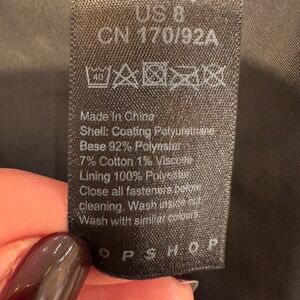 US 8
CN 170/92A
40
Made in China
Shell: Coating Polyurethane
Base 92% Polyester
7% Cotton 1% Viscose
Lining 100% Polyester
Close all fasteners before
cleaning. Wash inside out
Wash with similar colours
OPSHOP